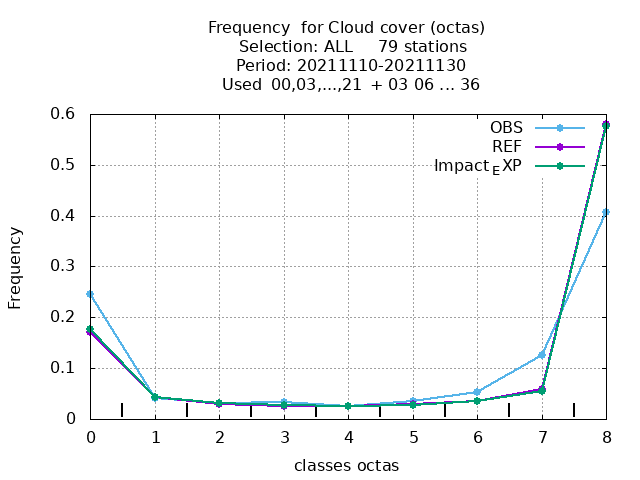 Frequency for Cloud cover (octas)
Selection: ALL 79 stations
Period: 20211110-20211130
Used 00,03,...,21 + 03 06 ... 36
OBS
REF
Impact_EXP
Frequency
0.6
0.5
0.4
0.3
0.2
0.1
0
0 1 2 3 4 5 6 7 8
classes octas